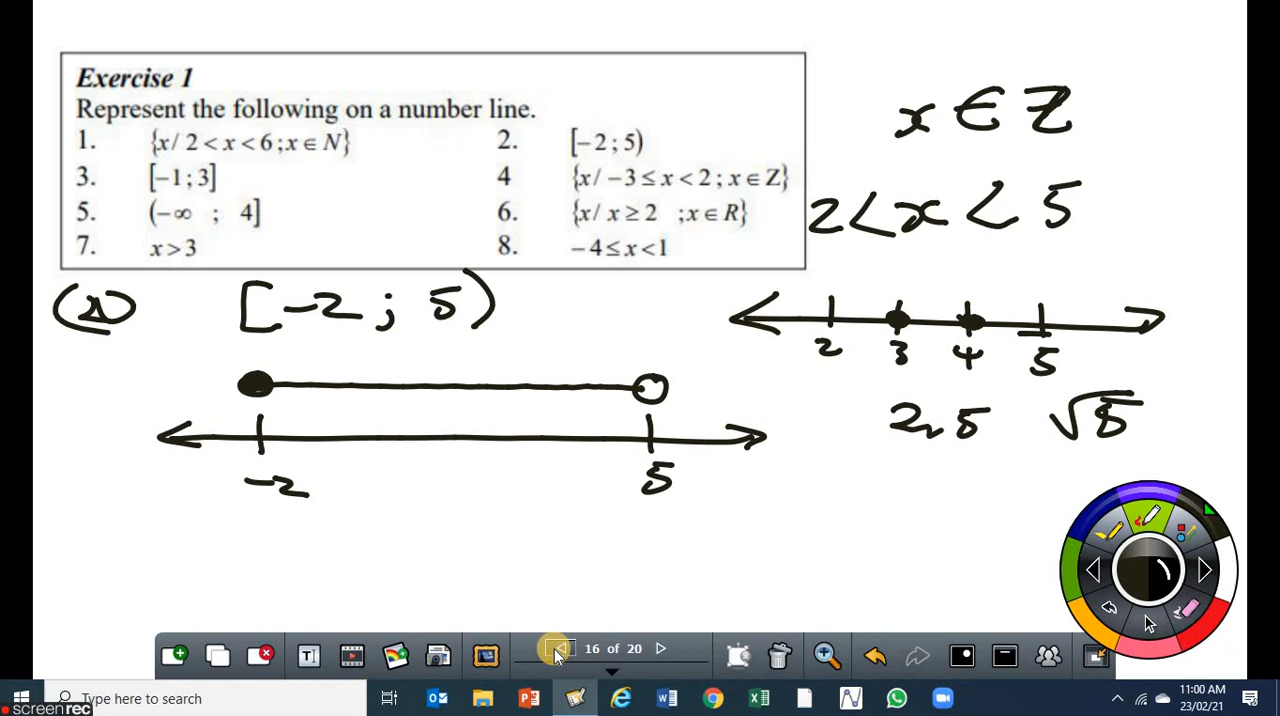 Exercise 1
Represent the following on a number line.
1. {x/ 2 < x < 6 ; x ∈ N} 2. [−2 ; 5)
3. [−1 ; 3] 4 {x/ −3 ≤ x < 2 ; x ∈ Z}
5. (−∞ ; 4] 6. {x/ x ≥ 2 ; x ∈ R}
7. x > 3 8. −4 ≤ x < 1
x ∈ Z
2 < x < 5
[−2 ; 5)
2 3 4 5
2,5 √5
−2 5
T
16 of 20
Type here to search
11:00 AM
23/02/21
screenrec